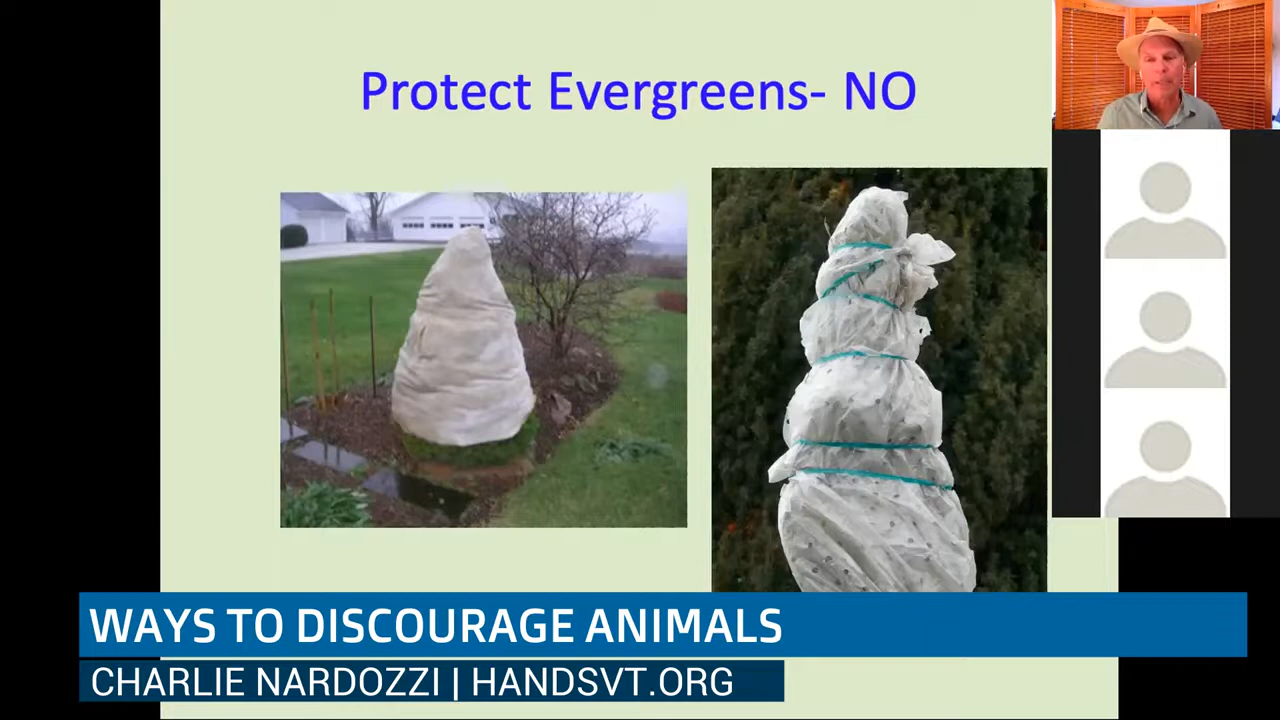 Protect Evergreens- NO
WAYS TO DISCOURAGE ANIMALS
CHARLIE NARDOZZI | HANDSVT.ORG